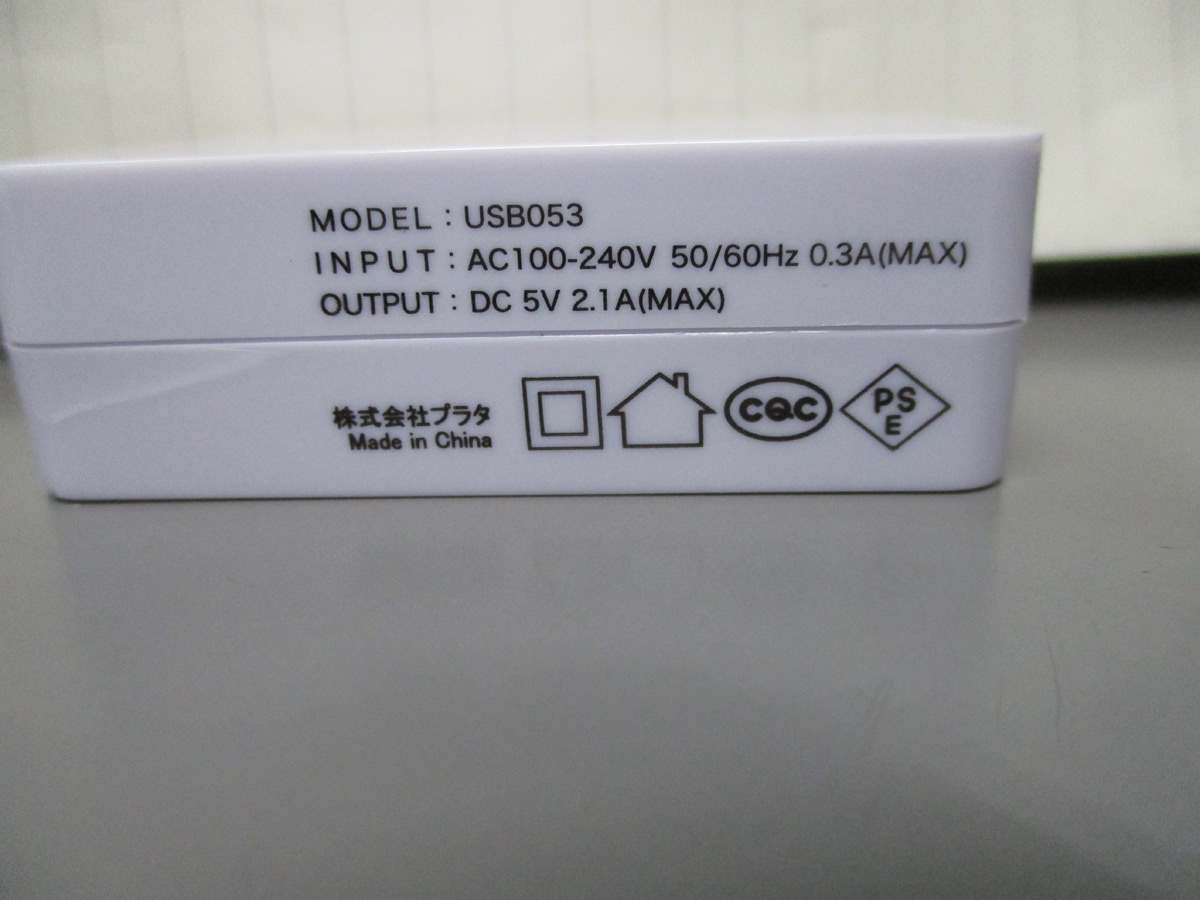 MODEL : USB053
INPUT : AC100-240V 50/60Hz 0.3A(MAX)
OUTPUT : DC 5V 2.1A(MAX)
株式会社プラタ
Made in China
CQC
PS
E